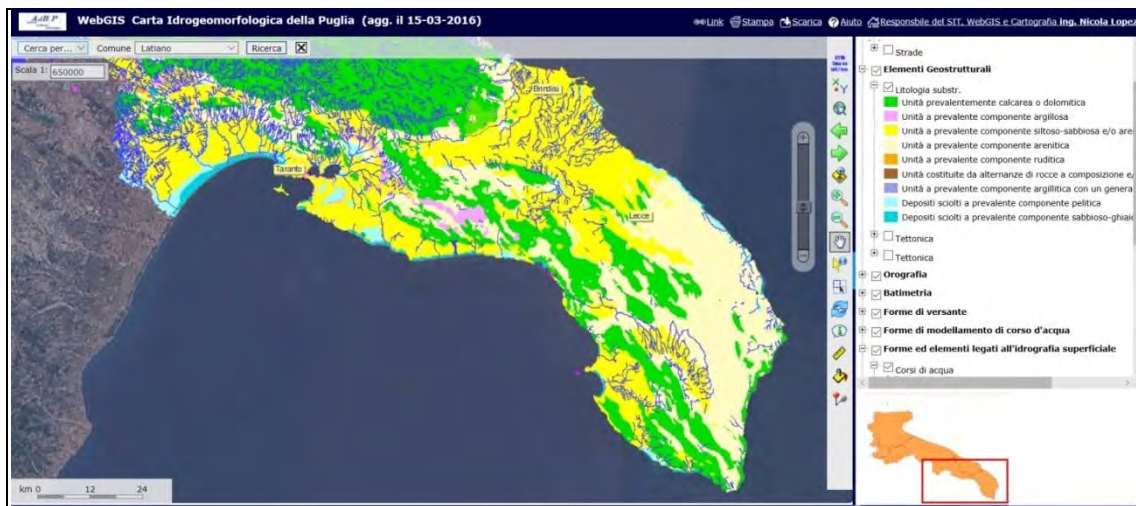 AdB P
WebGIS Carta Idrogeomorfologica della Puglia (agg. il 15-03-2016)
Link Stampa Scarica Aiuto Responsbile del SIT, WebGIS e Cartografia ing. Nicola Lopez
Cerca per... Comune Latiano Ricerca
Scala 1: 650000
Brindisi
Taranto
Lecce
km 0 12 24
Strade
Elementi Geostrutturali
Litologia substr.
Unità prevalentemente calcarea o dolomitica
Unità a prevalente componente argillosa
Unità a prevalente componente siltoso-sabbiosa e/o are
Unità a prevalente componente arenitica
Unità a prevalente componente ruditica
Unità costituite da alternanze di rocce a composizione e/
Unità a prevalente componente argillitica con un genera
Depositi sciolti a prevalente componente pelitica
Depositi sciolti a prevalente componente sabbioso-ghiaio
Tettonica
Tettonica
Orografia
Batimetria
Forme di versante
Forme di modellamento di corso d'acqua
Forme ed elementi legati all'idrografia superficiale
Corsi di acqua